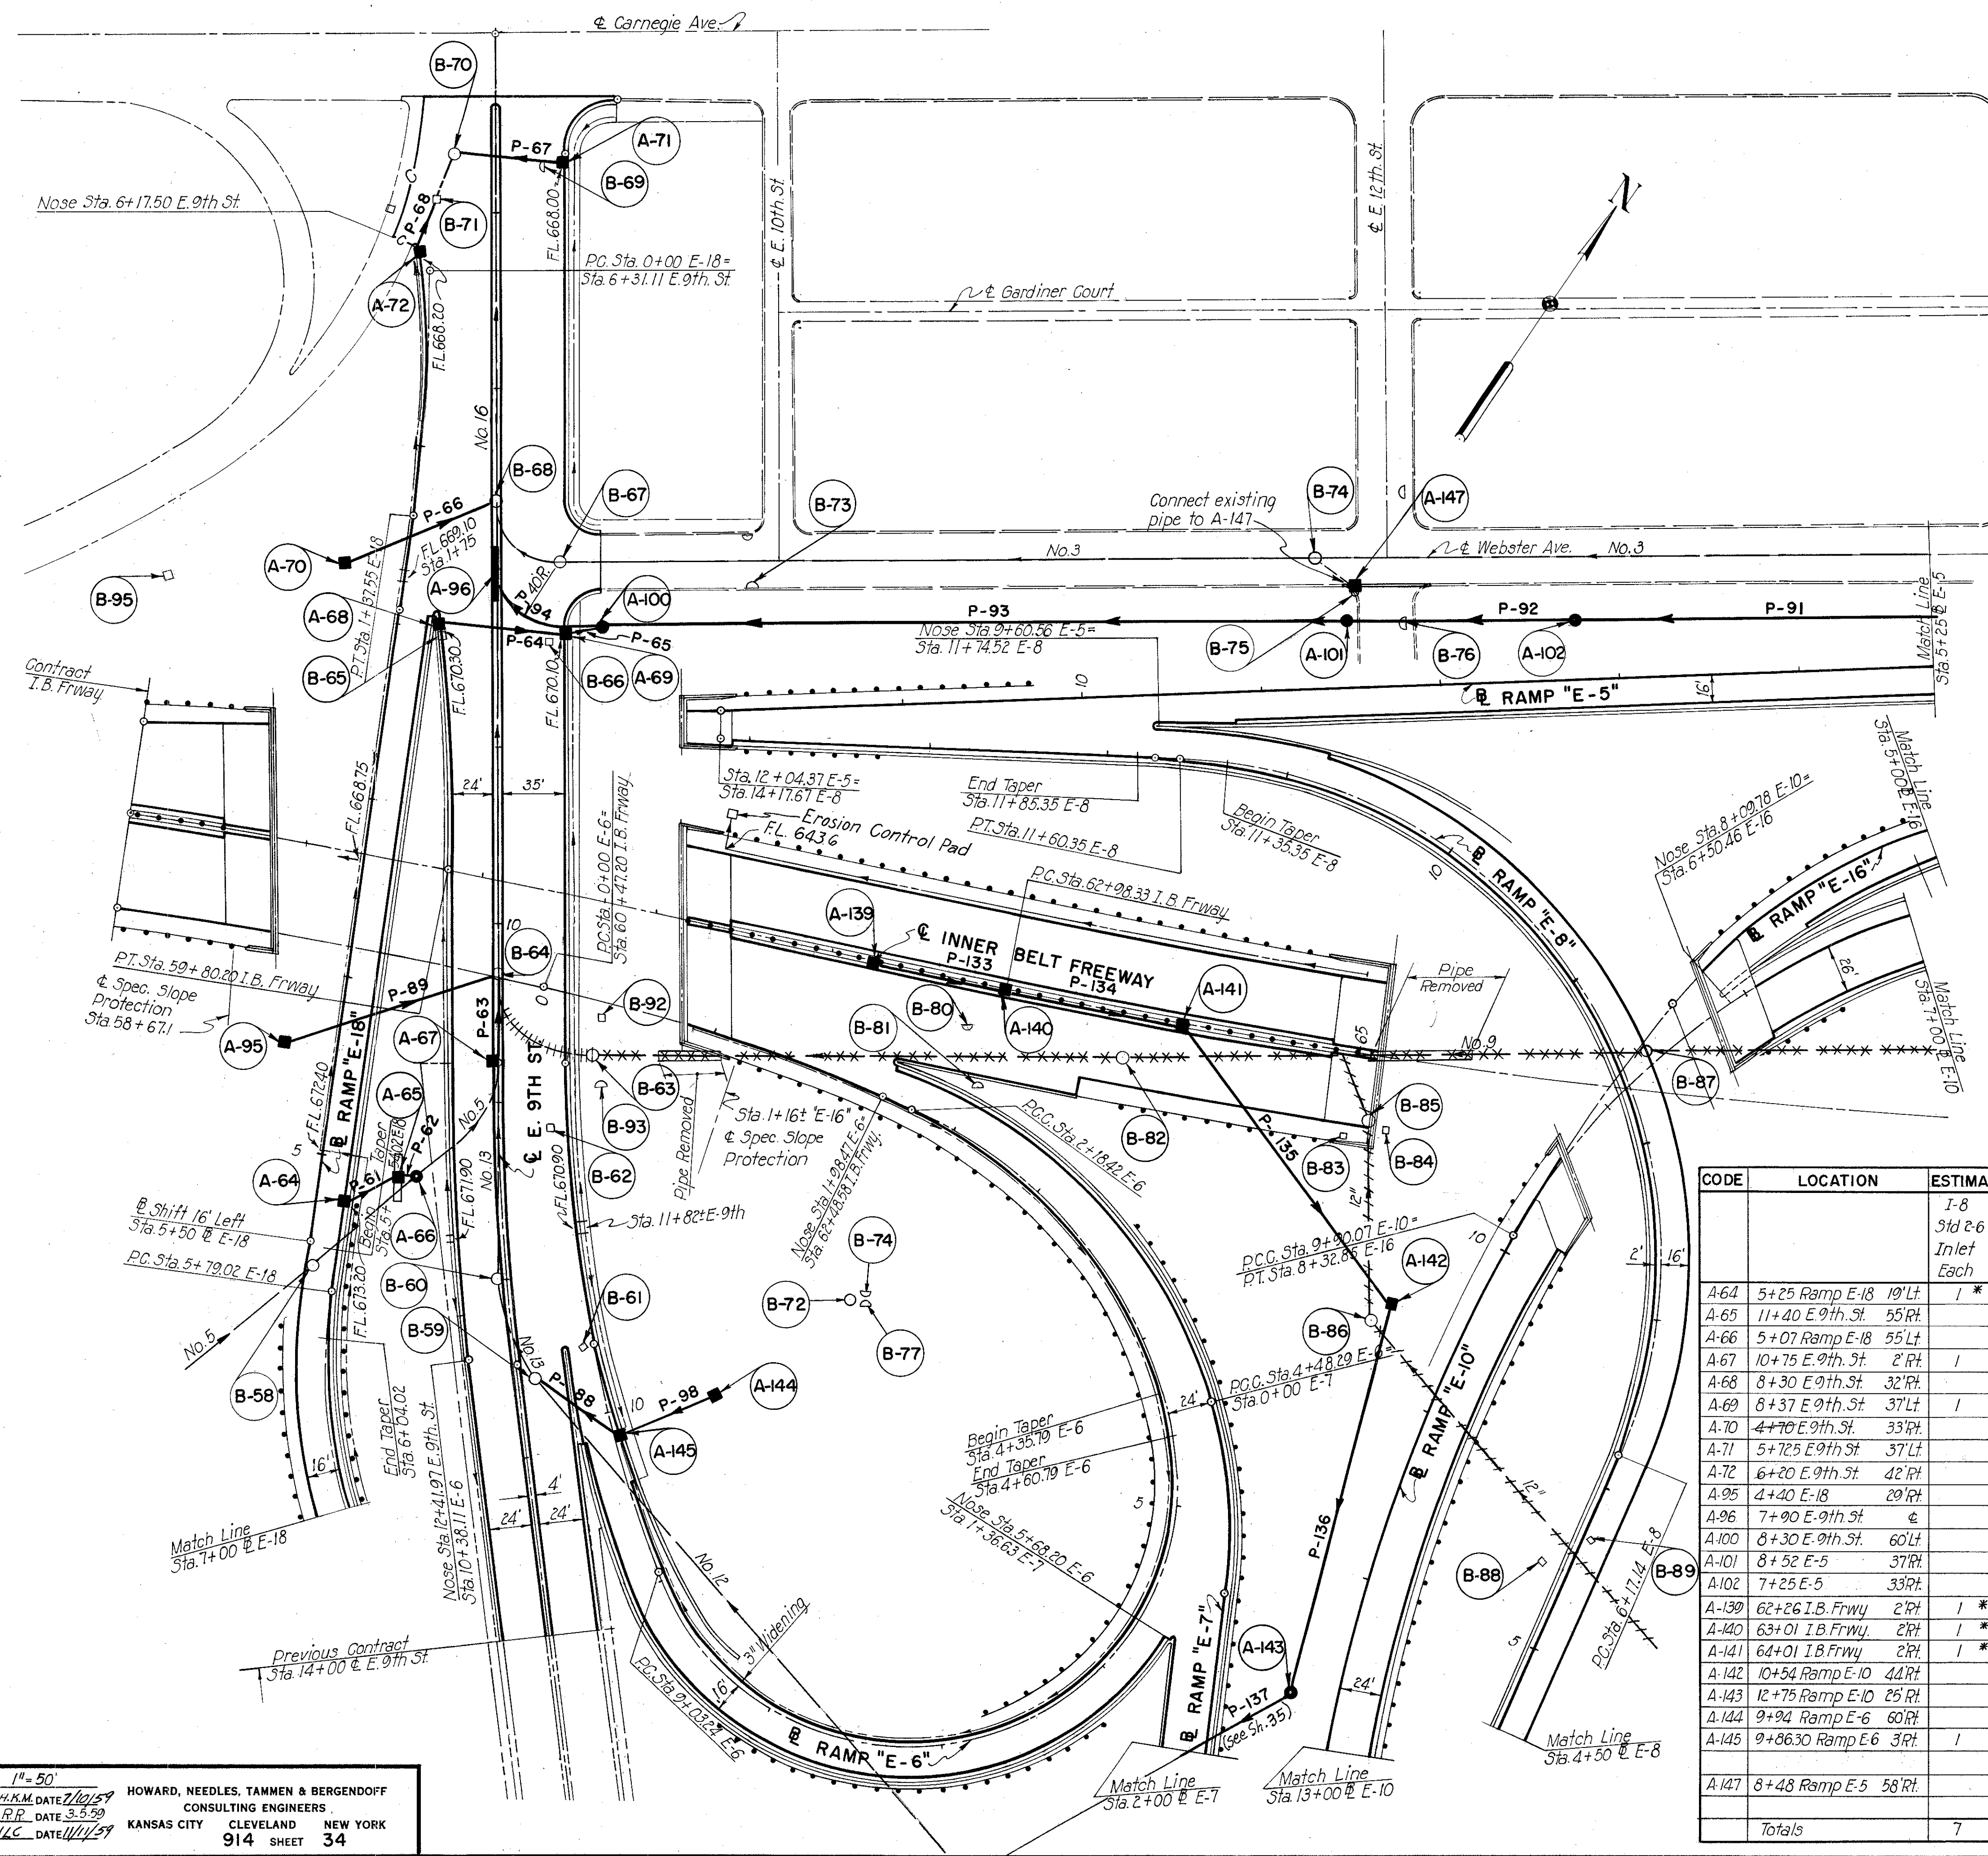 ℄ Carnegie Ave.
B-70
P-67
A-71
B-69
Nose Sta. 6+17.50 E. 9th St.
P-68
B-71
F.L. 668.00
℄ E. 10th. St.
℄ E. 12th. St.
N
P.C. Sta. 0+00 E-18=
Sta. 6+31.11 E. 9th. St.
A-72
F.L. 668.20
℄ Gardiner Court
No. 16
B-68
B-67
B-73
Connect existing
pipe to A-147
B-74
A-147
P-66
F.L. 669.10
Sta. 1+75
A-70
No. 3
℄ Webster Ave.
No. 3
B-95
A-96
40R.
P-194
A-100
A-68
P.T. Sta. 1+37.55 E-18
P-93
P-92
P-91
Match Line
Sta. 5+25 ℄ E-5
P-64
P-65
Nose Sta. 9+60.56 E-5=
Sta. 11+74.52 E-8
B-75
A-101
B-76
A-102
Contract
I.B. Frway
B-65
F.L. 670.30
F.L. 670.10
B-66
A-69
10
℄ RAMP "E-5"
16'
Match Line
Sta. 5+00 ℄ E-16
F.L. 668.75
24'
35'
Sta. 12+04.37 E-5=
Sta. 14+17.67 E-8
End Taper
Sta. 11+85.35 E-8
P.T. Sta. 11+60.35 E-8
Begin Taper
Sta. 11+35.35 E-8
Erosion Control Pad
F.L. 643.6
P.C. Sta. 0+00 E-6=
Sta. 60+47.20 I.B. Frway
P.C. Sta. 62+98.33 I.B. Frway
10
℄ RAMP "E-8"
Nose Sta. 8+09.78 E-10=
Sta. 6+50.46 E-16
℄ RAMP "E-16"
26'
Match Line
Sta. 7+00 ℄ E-10
A-139
℄ INNER BELT FREEWAY
P-133
P-134
A-141
Pipe
Removed
10
B-64
P.T. Sta. 59+80.20 I.B. Frway
℄ Spec. Slope
Protection
Sta. 58+67.1
P-89
0
B-92
B-81
B-80
A-140
65
No. 9
A-95
A-67
P-63
B-63
B-87
F.L. 672.40
℄ RAMP "E-18"
A-65
℄ E. 9TH ST.
B-93
Sta. 1+16± "E-16"
℄ Spec. Slope
Protection
Pipe Removed
P.C.C. Sta. 2+18.42 E-6
B-82
P-135
B-85
B-83
B-84
12"
5
Begin Taper
P-62
No. 5
A-64
P-61
A-66
F.L. 671.90
No. 13
F.L. 670.90
B-62
Sta. 11+82± E-9th
Nose Sta. 1+98.47 E-6=
Sta. 62+48.58 I.B. Frwy.
℄ Shift 16' Left
Sta. 5+50 ℄ E-18
P.C. Sta. 5+79.02 E-18
F.L. 673.20
B-60
B-74
P.C.C. Sta. 9+90.07 E-10=
P.T. Sta. 8+32.85 E-16
10
A-142
2'
16'
B-61
B-72
B-77
B-86
B-59
No. 5
B-58
No. 13
P-188
P-98
A-144
P.C.C. Sta. 4+48.29 E-6=
Sta. 0+00 E-7
24'
℄ RAMP "E-10"
End Taper
Sta. 6+04.02
Nose Sta. 12+41.97 E. 9th. St.
Sta. 10+38.11 E-6
10
A-145
Begin Taper
Sta. 4+35.79 E-6
End Taper
Sta. 4+60.79 E-6
16'
4'
24'
24'
5
Nose Sta. 5+68.20 E-6
Sta. 1+36.63 E-7
12"
Match Line
Sta. 7+00 ℄ E-18
No. 12
P-136
B-88
B-89
P.C. Sta. 6+17.14 E-8
5
Previous Contract
Sta. 14+00 ℄ E. 9th St.
3" Widening
16'
P.C. Sta. 9+03.24 E-6
℄ RAMP "E-7"
A-143
P-137
(See Sh. 35)
24'
℄ RAMP "E-6"
Match Line
Sta. 2+00 ℄ E-7
Match Line
Sta. 13+00 ℄ E-10
Match Line
Sta. 4+50 ℄ E-8
CODE LOCATION ESTIMA
I-8
Std 2-6
Inlet
Each
A-64 5+25 Ramp E-18 19' Lt. 1 *
A-65 11+40 E. 9th. St. 55' Rt.
A-66 5+07 Ramp E-18 55' Lt.
A-67 10+75 E. 9th. St. 2' Rt. 1
A-68 8+30 E. 9th. St. 32' Rt.
A-69 8+37 E. 9th. St 37' Lt. 1
A-70 4+70 E. 9th. St. 33' Rt.
A-71 5+72.5 E. 9th St. 37' Lt.
A-72 6+20 E. 9th. St. 42' Rt.
A-95 4+40 E-18 29' Rt.
A-96 7+90 E-9th. St ℄
A-100 8+30 E-9th. St. 60' Lt.
A-101 8+52 E-5 37' Rt.
A-102 7+25 E-5 33' Rt.
A-139 62+26 I.B. Frwy 2' Rt. 1 *
A-140 63+01 I.B. Frwy. 2' Rt. 1 *
A-141 64+01 I.B. Frwy 2' Rt. 1 *
A-142 10+54 Ramp E-10 44' Rt.
A-143 12+75 Ramp E-10 25' Rt.
A-144 9+94 Ramp E-6 60' Rt.
A-145 9+86.30 Ramp E-6 3' Rt. 1
A-147 8+48 Ramp E-5 58' Rt.
Totals 7
1"=50'
H.K.M. DATE 7/10/59
R.R. DATE 3-5-59
DATE 11/11/59
HOWARD, NEEDLES, TAMMEN & BERGENDOFF
CONSULTING ENGINEERS
KANSAS CITY CLEVELAND NEW YORK
914 SHEET 34